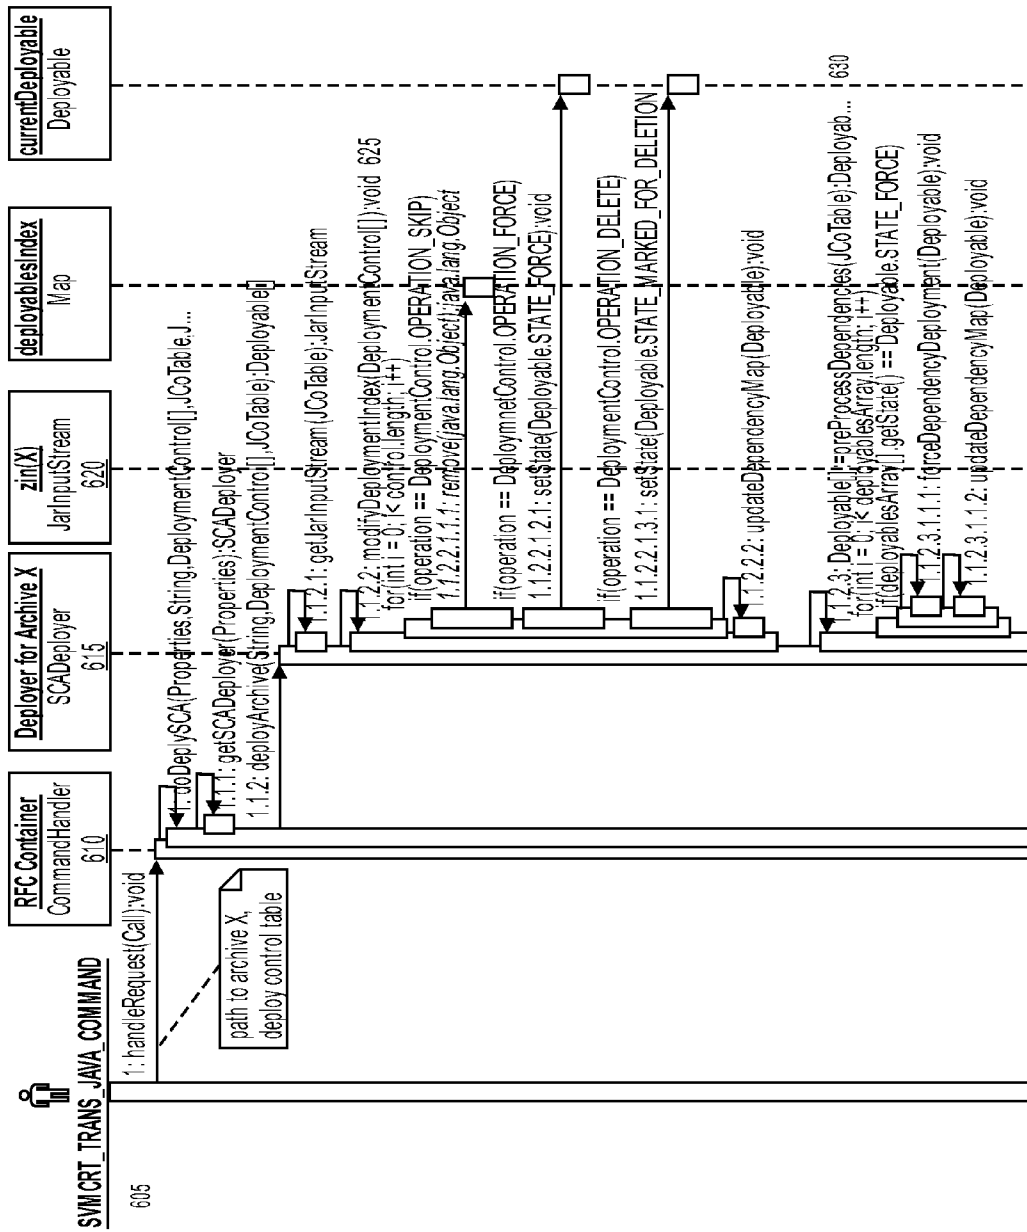 SVM CRT_TRANS_JAVA_COMMAND
605
RFC Container
CommandHandler
610
Deployer for Archive X
SCADeployer
615
zin(X)
JarInputStream
620
deployablesIndex
Map
currentDeployable
Deployable
1: handleRequest(Call):void
path to archive X,
deploy control table
1: doDeplySCA(Properties,String,DeploymentControl[],JCoTable,J...
1.1.1: getSCADeployer(Properties):SCADeployer
1.1.2: deployArchive(String,DeploymentControl[],JCoTable):Deployable[]
1.1.2.1: getJarInputStream(JCoTable):JarInputStream
1.1.2.2: modifyDeploymentIndex(DeploymentControl[]):void 625
for(int i = 0; i< control.length; i++)
if(operation == DeploymentControl.OPERATION_SKIP)
1.1.2.2.1.1.1: remove(java.lang.Object):java.lang.Object
if(operation == DeploymnetControl.OPERATION_FORCE)
1.1.2.2.1.2.1: setState(Deployable.STATE_FORCE):void
if(operation == DeploymentControl.OPERATION_DELETE)
1.1.2.2.1.3.1: setState(Deployable.STATE_MARKED_FOR_DELETION
1.1.2.2.2: updateDependencyMap(Deployable):void
1.1.2.3: Deployable[]:=preProcessDependencies(JCoTable):Deployab... 630
for(int i = 0; i< deployablesArray.length; i++)
if(deployablesArray[].getState() == Deployable.STATE_FORCE)
1.1.2.3.1.1.1: forceDependencyDeployment(Deployable):void
1.1.2.3.1.1.2: updateDependencyMap(Deployable):void